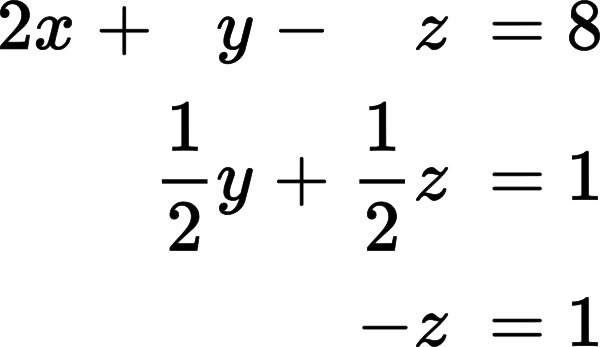 2x + y − z = 8
1/2 y + 1/2 z = 1
−z = 1